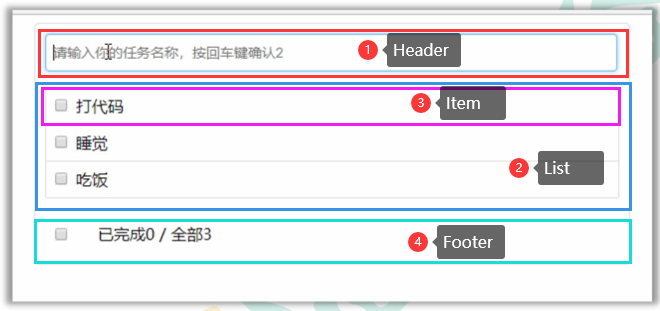 请输入你的任务名称，按回车键确认2
1 Header
3 Item
打代码
睡觉
2 List
吃饭
已完成0 / 全部3
4 Footer